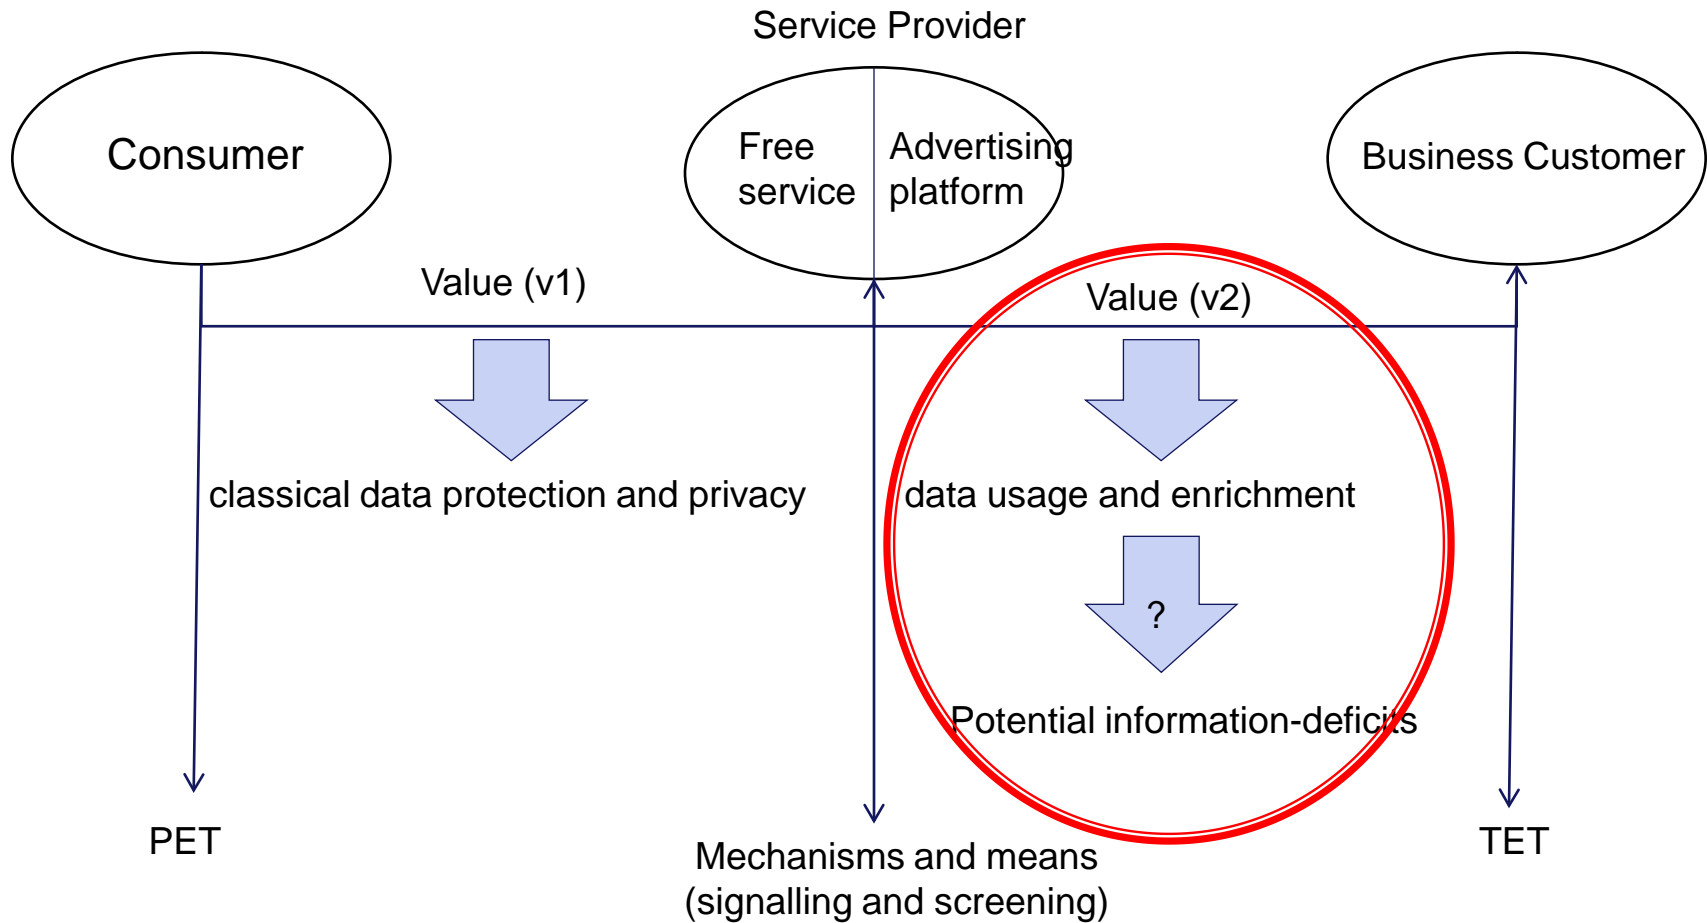 Service Provider
Consumer
Free
service
Advertising
platform
Business Customer
Value (v1)
Value (v2)
classical data protection and privacy
data usage and enrichment
?
Potential information-deficits
PET
Mechanisms and means
(signalling and screening)
TET